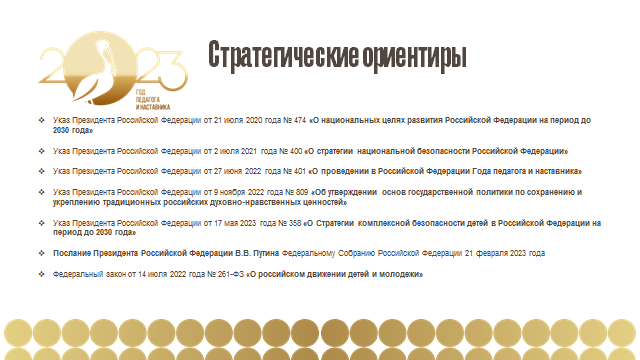 2023
ГОД
ПЕДАГОГА
И НАСТАВНИКА
Стратегические ориентиры
Указ Президента Российской Федерации от 21 июля 2020 года № 474 «О национальных целях развития Российской Федерации на период до
2030 года»
Указ Президента Российской Федерации от 2 июля 2021 года № 400 «О стратегии национальной безопасности Российской Федерации»
Указ Президента Российской Федерации от 27 июня 2022 года № 401 «О проведении в Российской Федерации Года педагога и наставника»
Указ Президента Российской Федерации от 9 ноября 2022 года № 809 «Об утверждении основ государственной политики по сохранению и
укреплению традиционных российских духовно-нравственных ценностей»
Указ Президента Российской Федерации от 17 мая 2023 года № 358 «О Стратегии комплексной безопасности детей в Российской Федерации на
период до 2030 года»
Послание Президента Российской Федерации В.В. Путина Федеральному Собранию Российской Федерации 21 февраля 2023 года
Федеральный закон от 14 июля 2022 года № 261-ФЗ «О российском движении детей и молодежи»